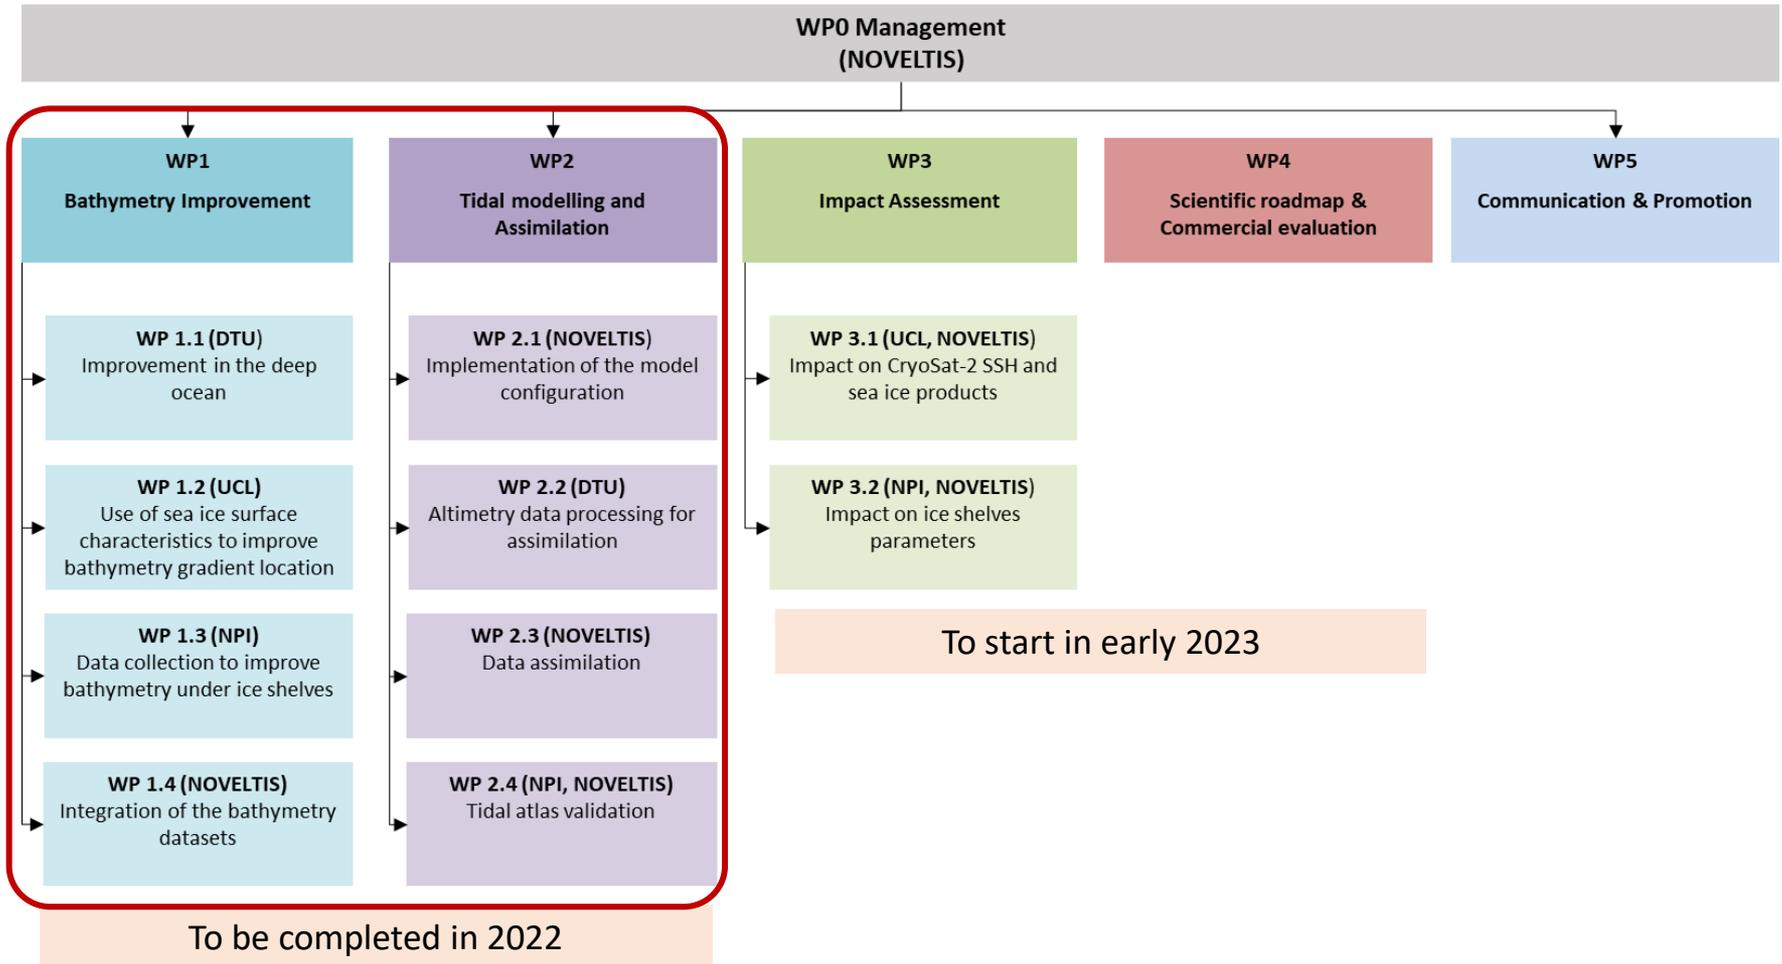 WP0 Management
(NOVELTIS)
WP1
Bathymetry Improvement
WP 1.1 (DTU)
Improvement in the deep
ocean
WP 1.2 (UCL)
Use of sea ice surface
characteristics to improve
bathymetry gradient location
WP 1.3 (NPI)
Data collection to improve
bathymetry under ice shelves
WP 1.4 (NOVELTIS)
Integration of the bathymetry
datasets
WP2
Tidal modelling and
Assimilation
WP 2.1 (NOVELTIS)
Implementation of the model
configuration
WP 2.2 (DTU)
Altimetry data processing for
assimilation
WP 2.3 (NOVELTIS)
Data assimilation
WP 2.4 (NPI, NOVELTIS)
Tidal atlas validation
To be completed in 2022
WP3
Impact Assessment
WP 3.1 (UCL, NOVELTIS)
Impact on CryoSat-2 SSH and
sea ice products
WP 3.2 (NPI, NOVELTIS)
Impact on ice shelves
parameters
WP4
Scientific roadmap &
Commercial evaluation
To start in early 2023
WP5
Communication & Promotion